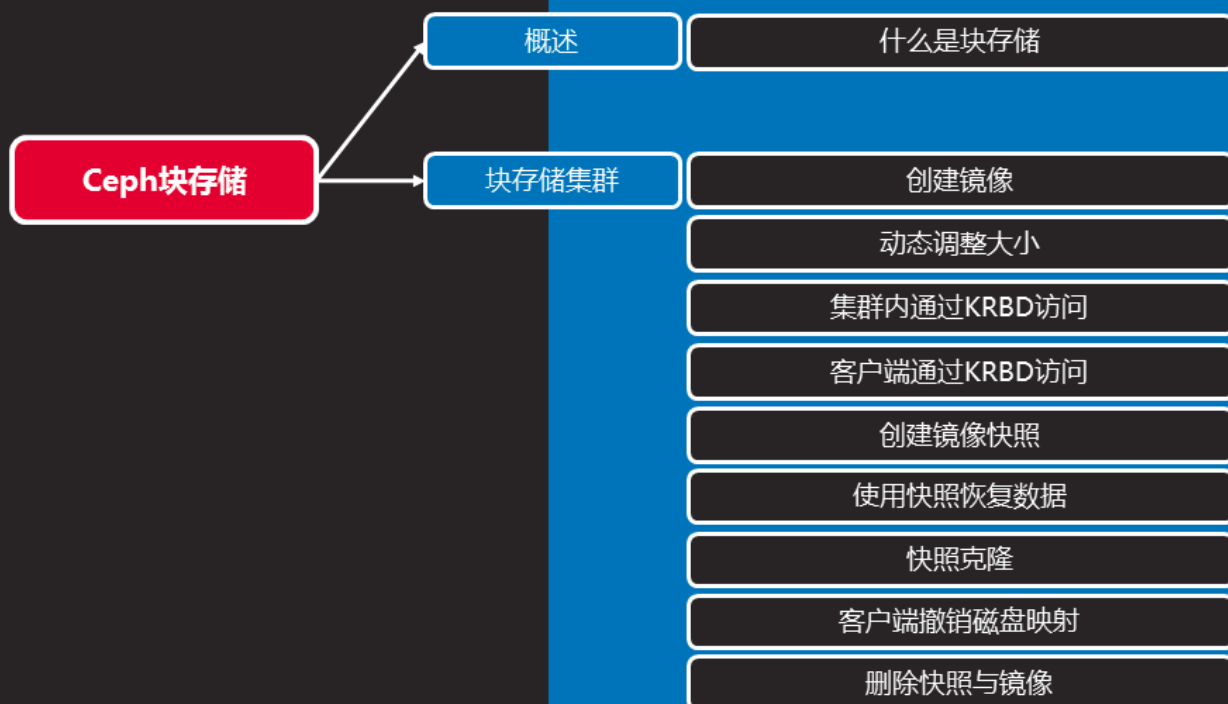 概述
什么是块存储
Ceph块存储
块存储集群
创建镜像
动态调整大小
集群内通过KRBD访问
客户端通过KRBD访问
创建镜像快照
使用快照恢复数据
快照克隆
客户端撤销磁盘映射
删除快照与镜像